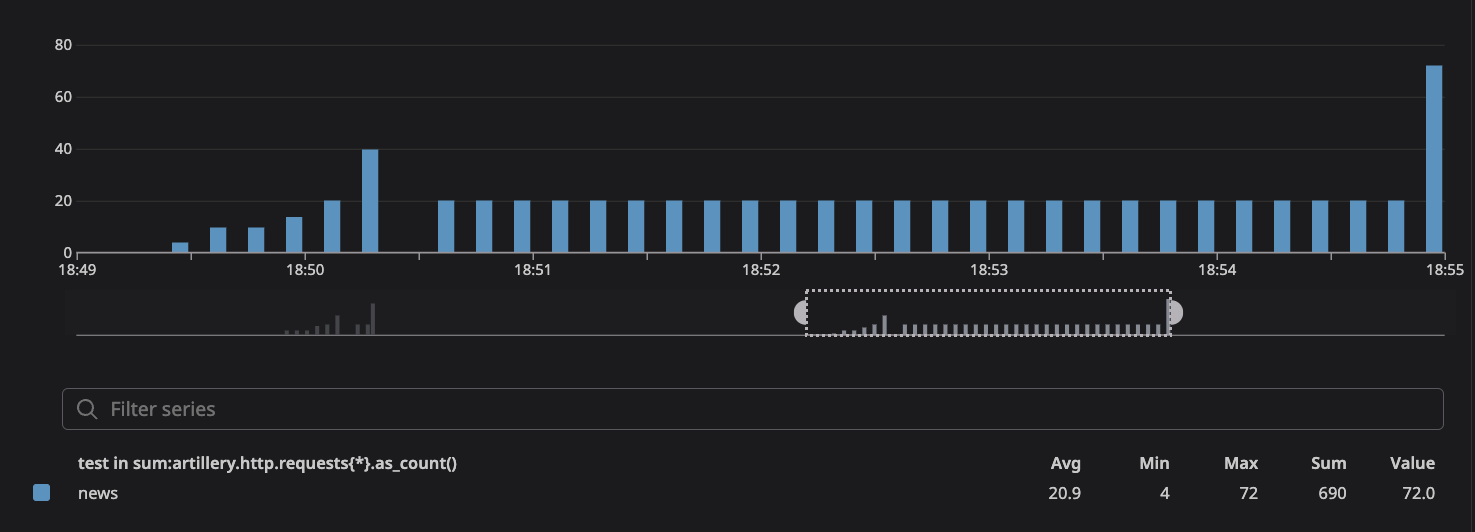 80
60
40
20
0
18:49 18:50 18:51 18:52 18:53 18:54 18:55
Filter series
test in sum:artillery.http.requests{*}.as_count() Avg Min Max Sum Value
news 20.9 4 72 690 72.0